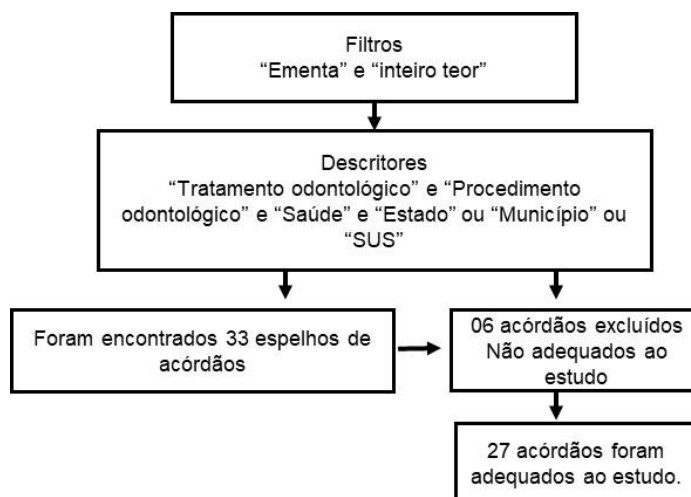 Filtros
“Ementa” e “inteiro teor”
Descritores
“Tratamento odontológico” e “Procedimento
odontológico” e “Saúde” e “Estado” ou “Município” ou
“SUS”
Foram encontrados 33 espelhos de
acórdãos
06 acórdãos excluídos
Não adequados ao
estudo
27 acórdãos foram
adequados ao estudo.